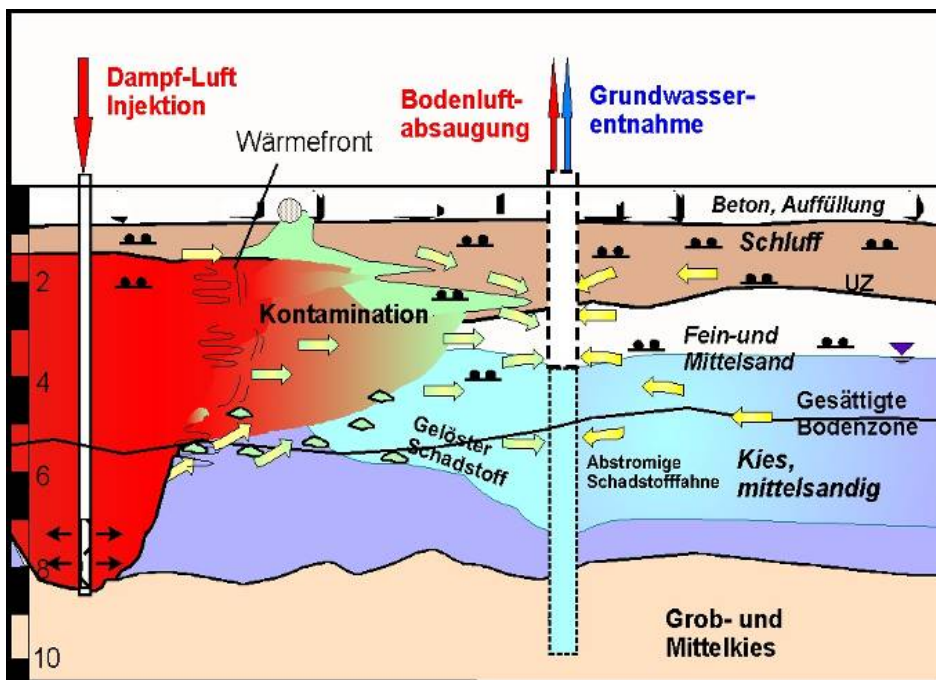 Dampf-Luft
Injektion
Bodenluft-
absaugung
Grundwasser-
entnahme
Wärmefront
Beton, Auffüllung
Schluff
2
UZ
Kontamination
Fein-und
Mittelsand
4
Gesättigte
Bodenzone
Gelöster
Schadstoff
Abstromige
Schadstofffahne
Kies,
mittelsandig
6
8
Grob- und
Mittelkies
10